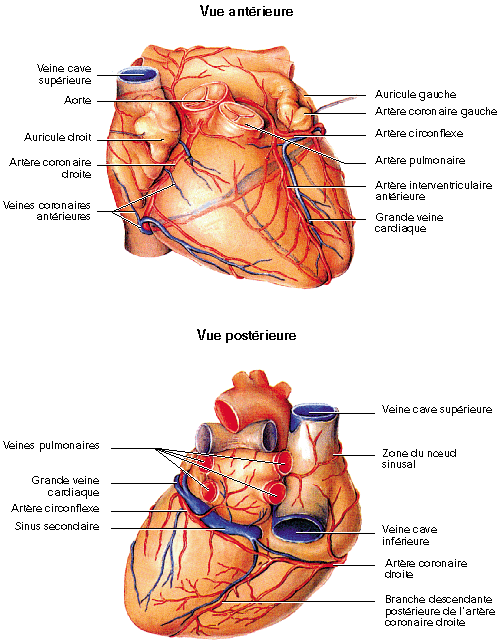 Vue antérieure
Veine cave
supérieure
Aorte
Auricule droit
Artère coronaire
droite
Veines coronaires
antérieures
Auricule gauche
Artère coronaire gauche
Artère circonflexe
Artère pulmonaire
Artère interventriculaire
antérieure
Grande veine
cardiaque
Vue postérieure
Veines pulmonaires
Grande veine
cardiaque
Artère circonflexe
Sinus secondaire
Veine cave supérieure
Zone du nœud
sinusal
Veine cave
inférieure
Artère coronaire
droite
Branche descendante
postérieure de l'artère
coronaire droite